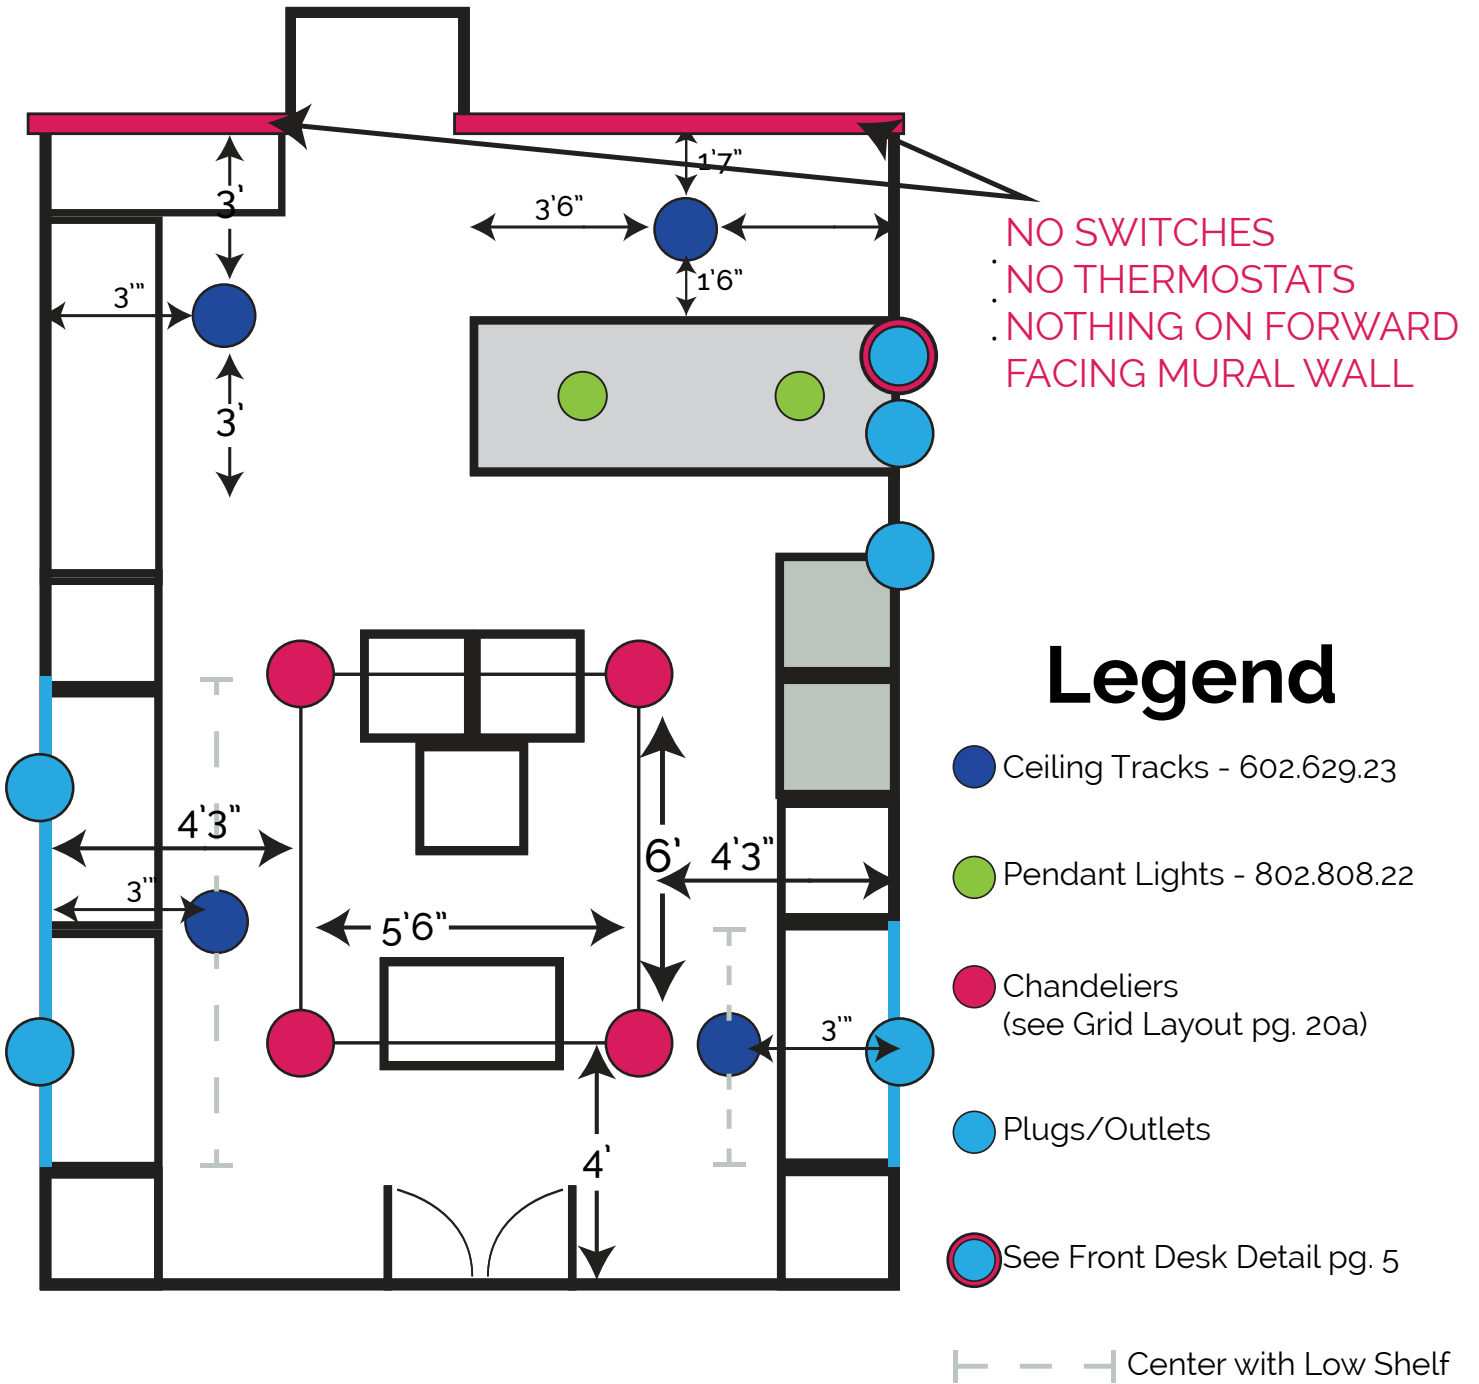 1'7"
3'
3'6"
NO SWITCHES
1'6"
. NO THERMOSTATS
3'"
.
. NOTHING ON FORWARD
FACING MURAL WALL
3'
Legend
Ceiling Tracks - 602.629.23
4'3"
6'
4'3"
Pendant Lights - 802.808.22
3'"
5'6"
Chandeliers
(see Grid Layout pg. 20a)
3'"
Plugs/Outlets
4'
See Front Desk Detail pg. 5
Center with Low Shelf